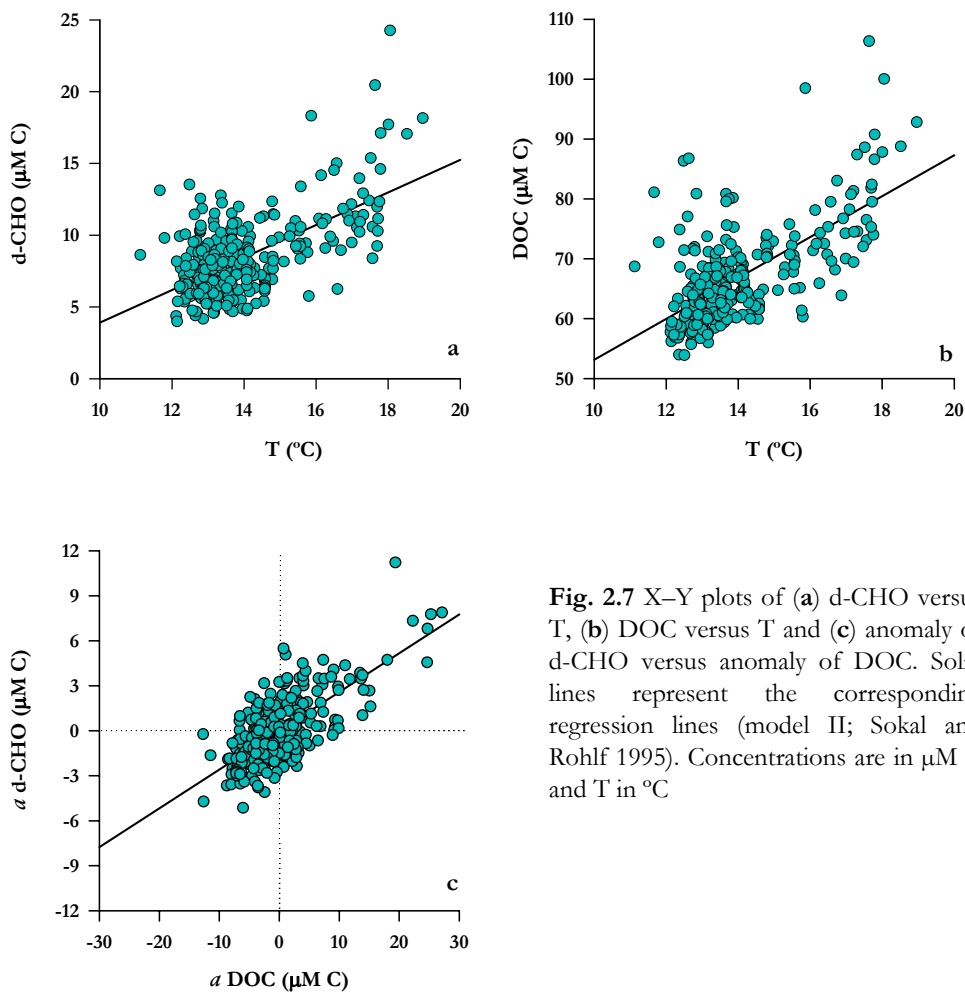 25
20
15
10
5
0
d-CHO (µM C)
10 12 14 16 18 20
T (ºC)
a
110
100
90
80
70
60
50
DOC (µM C)
10 12 14 16 18 20
T (ºC)
b
12
9
6
3
0
-3
-6
-9
-12
a d-CHO (µM C)
-30 -20 -10 0 10 20 30
a DOC (µM C)
c
Fig. 2.7 X–Y plots of (a) d-CHO versu
T, (b) DOC versus T and (c) anomaly o
d-CHO versus anomaly of DOC. Soli
lines represent the correspondin
regression lines (model II; Sokal an
Rohlf 1995). Concentrations are in µM
and T in ºC